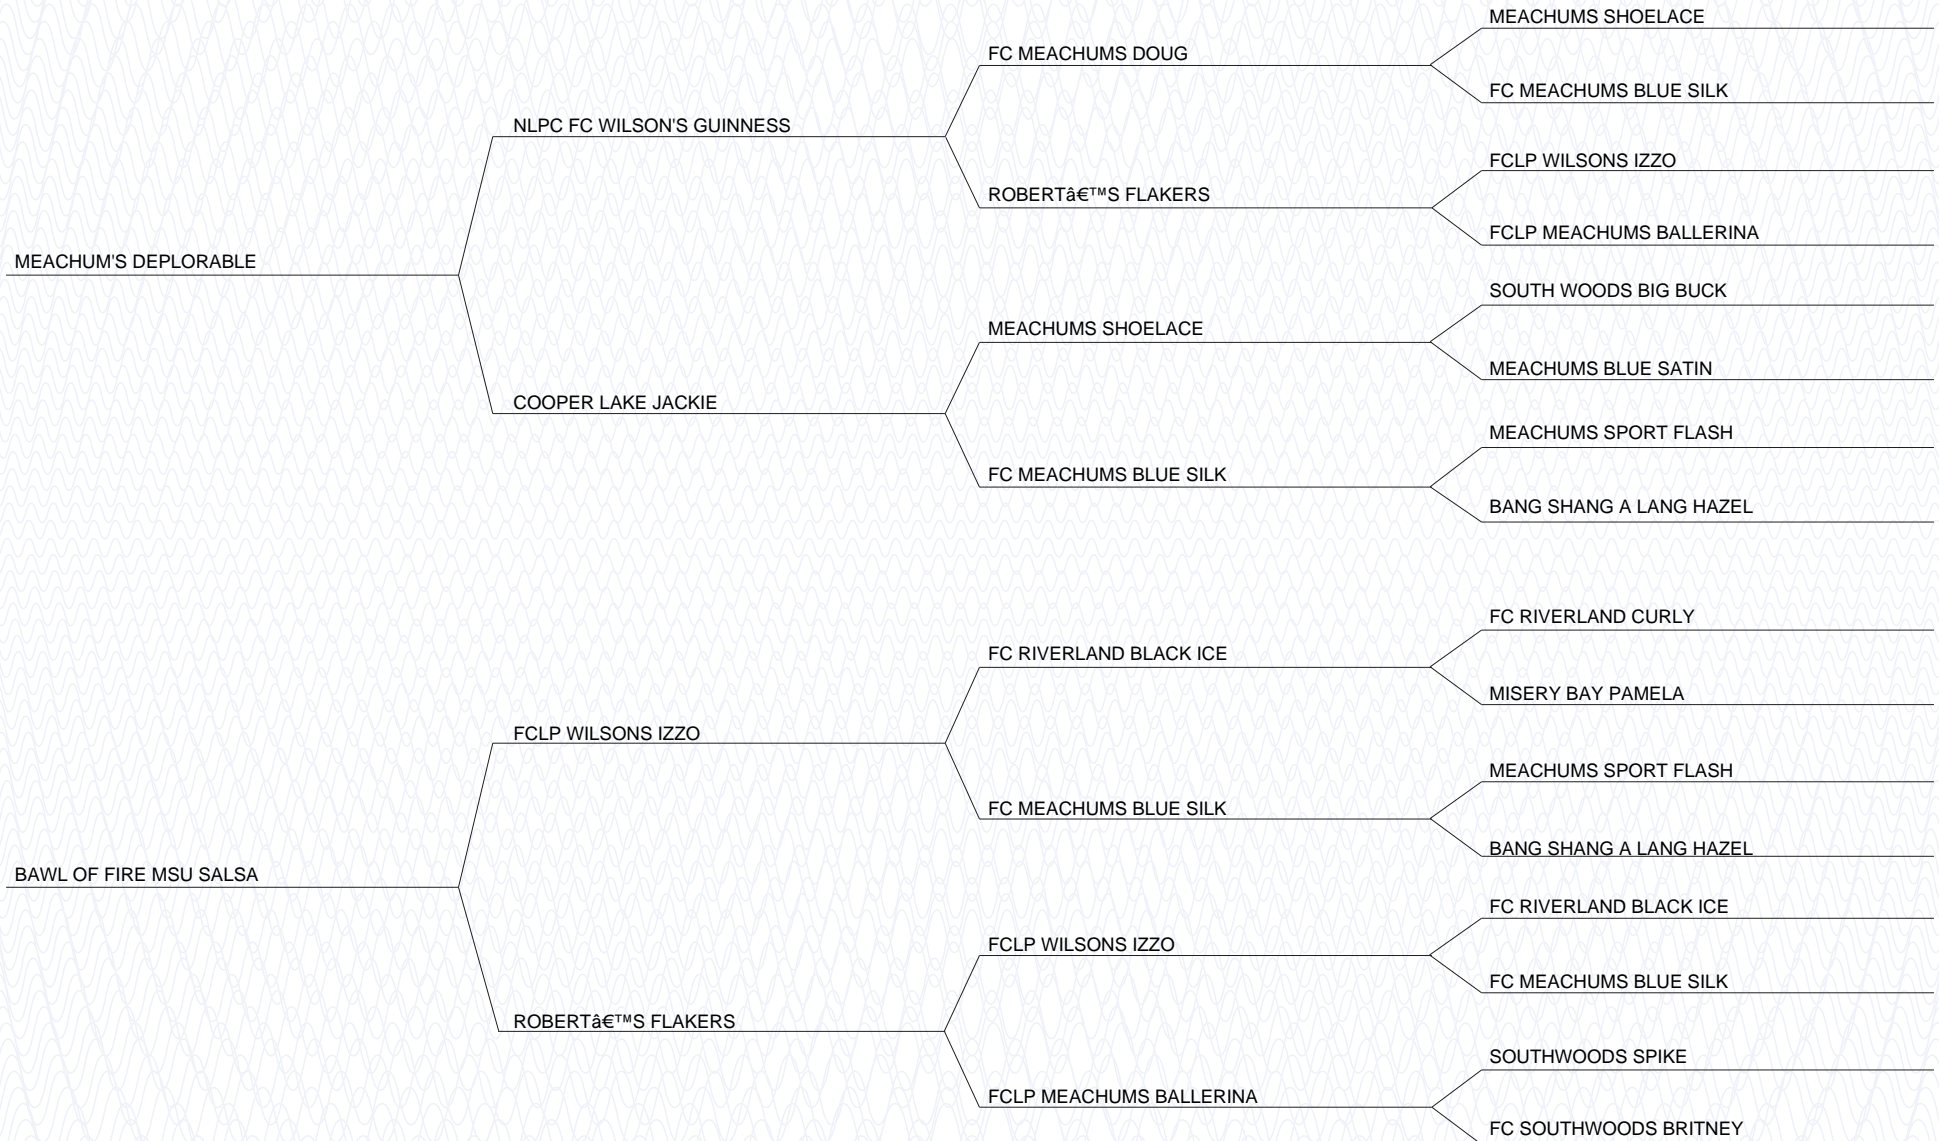 MEACHUMS SHOELACE
FC MEACHUMS DOUG
FC MEACHUMS BLUE SILK
NLPC FC WILSON'S GUINNESS
FCLP WILSONS IZZO
ROBERTâ€™S FLAKERS
FCLP MEACHUMS BALLERINA
MEACHUM'S DEPLORABLE
SOUTH WOODS BIG BUCK
MEACHUMS SHOELACE
MEACHUMS BLUE SATIN
COOPER LAKE JACKIE
MEACHUMS SPORT FLASH
FC MEACHUMS BLUE SILK
BANG SHANG A LANG HAZEL
FC RIVERLAND CURLY
FC RIVERLAND BLACK ICE
MISERY BAY PAMELA
FCLP WILSONS IZZO
MEACHUMS SPORT FLASH
FC MEACHUMS BLUE SILK
BANG SHANG A LANG HAZEL
BAWL OF FIRE MSU SALSA
FC RIVERLAND BLACK ICE
FCLP WILSONS IZZO
FC MEACHUMS BLUE SILK
ROBERTâ€™S FLAKERS
SOUTHWOODS SPIKE
FCLP MEACHUMS BALLERINA
FC SOUTHWOODS BRITNEY